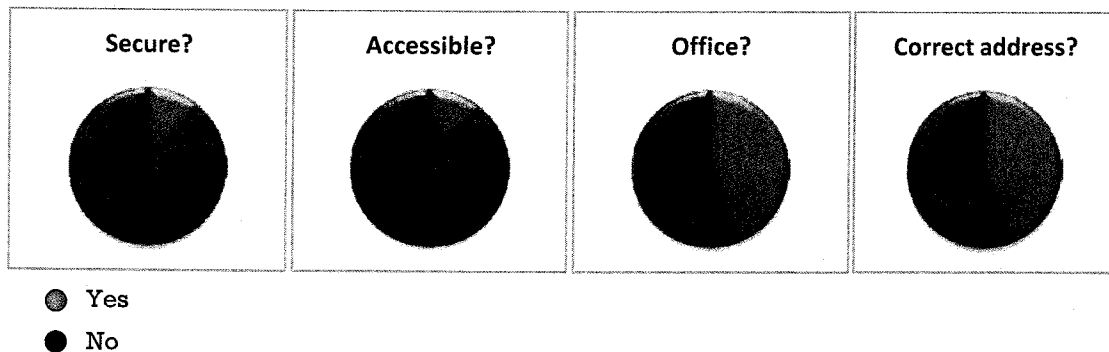 Secure?
Accessible?
Office?
Correct address?
Yes
No